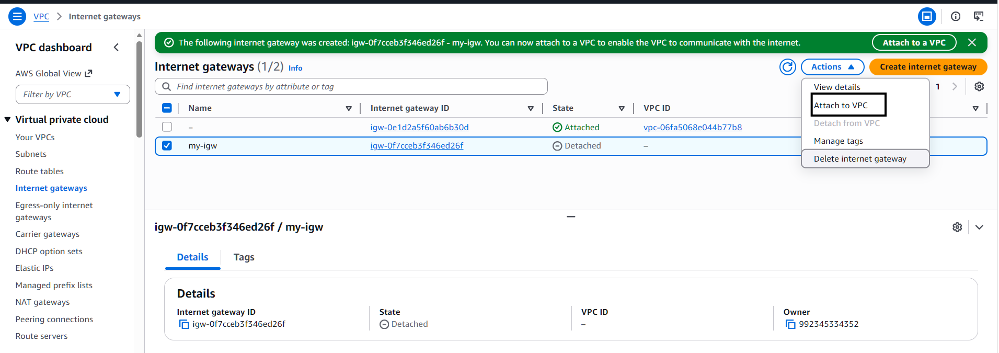 VPC > Internet gateways
VPC dashboard
AWS Global View
Filter by VPC
Virtual private cloud
Your VPCs
Subnets
Route tables
Internet gateways
Egress-only internet
gateways
Carrier gateways
DHCP option sets
Elastic IPs
Managed prefix lists
NAT gateways
Peering connections
Route servers
The following internet gateway was created: igw-0f7cceb3f346ed26f - my-igw. You can now attach to a VPC to enable the VPC to communicate with the internet. Attach to a VPC
Internet gateways (1/2) Info
Actions
Create internet gateway
Find internet gateways by attribute or tag
1
View details
Attach to VPC
Detach from VPC
Manage tags
Delete internet gateway
Name Internet gateway ID State VPC ID
– igw-0e1d2a5f60ab6b30d Attached vpc-06fa5068e044b77b8
my-igw igw-0f7cceb3f346ed26f Detached –
igw-0f7cceb3f346ed26f / my-igw
Details Tags
Details
Internet gateway ID State VPC ID Owner
igw-0f7cceb3f346ed26f Detached – 992345334352